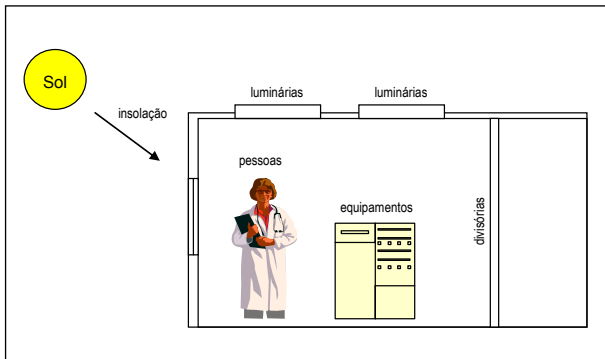 Sol
insolação
luminárias
luminárias
pessoas
equipamentos
divisórias